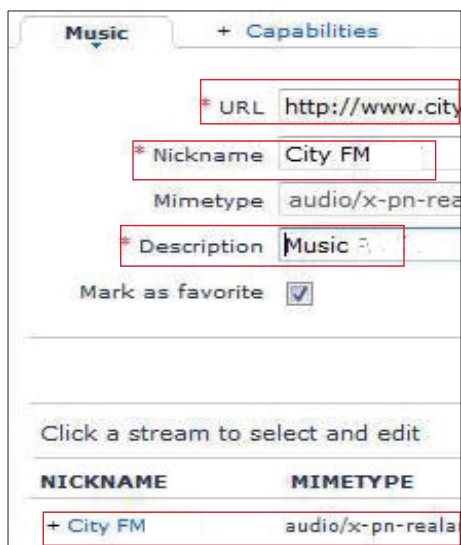 Music + Capabilities
* URL http://www.city
* Nickname City FM
Mimetype audio/x-pn-rea
* Description Music
Mark as favorite
Click a stream to select and edit
NICKNAME MIMETYPE
+ City FM audio/x-pn-realau